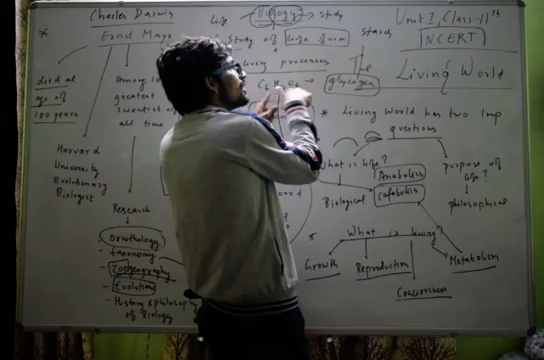 Charles Darwin
Life
Biology → study
Unit I, Class-11th
*
Ernst Mayr
study of life form
starch
NCERT
living processes
The
Living World
died at
age of
100 years
Among
greatest
scientist of
all time
glycogen
* Living World has two Imp
questions
Harvard
University
Evolutionary
Biologist
What is life?
Anabolism
purpose of
life?
Biological
Catabolism
philosophical
Research
* What is living?
Ornithology
- taxonomy
- Zoogeography
- Evolution
- History & philosophy
of Biology
Growth
Reproduction
Metabolism